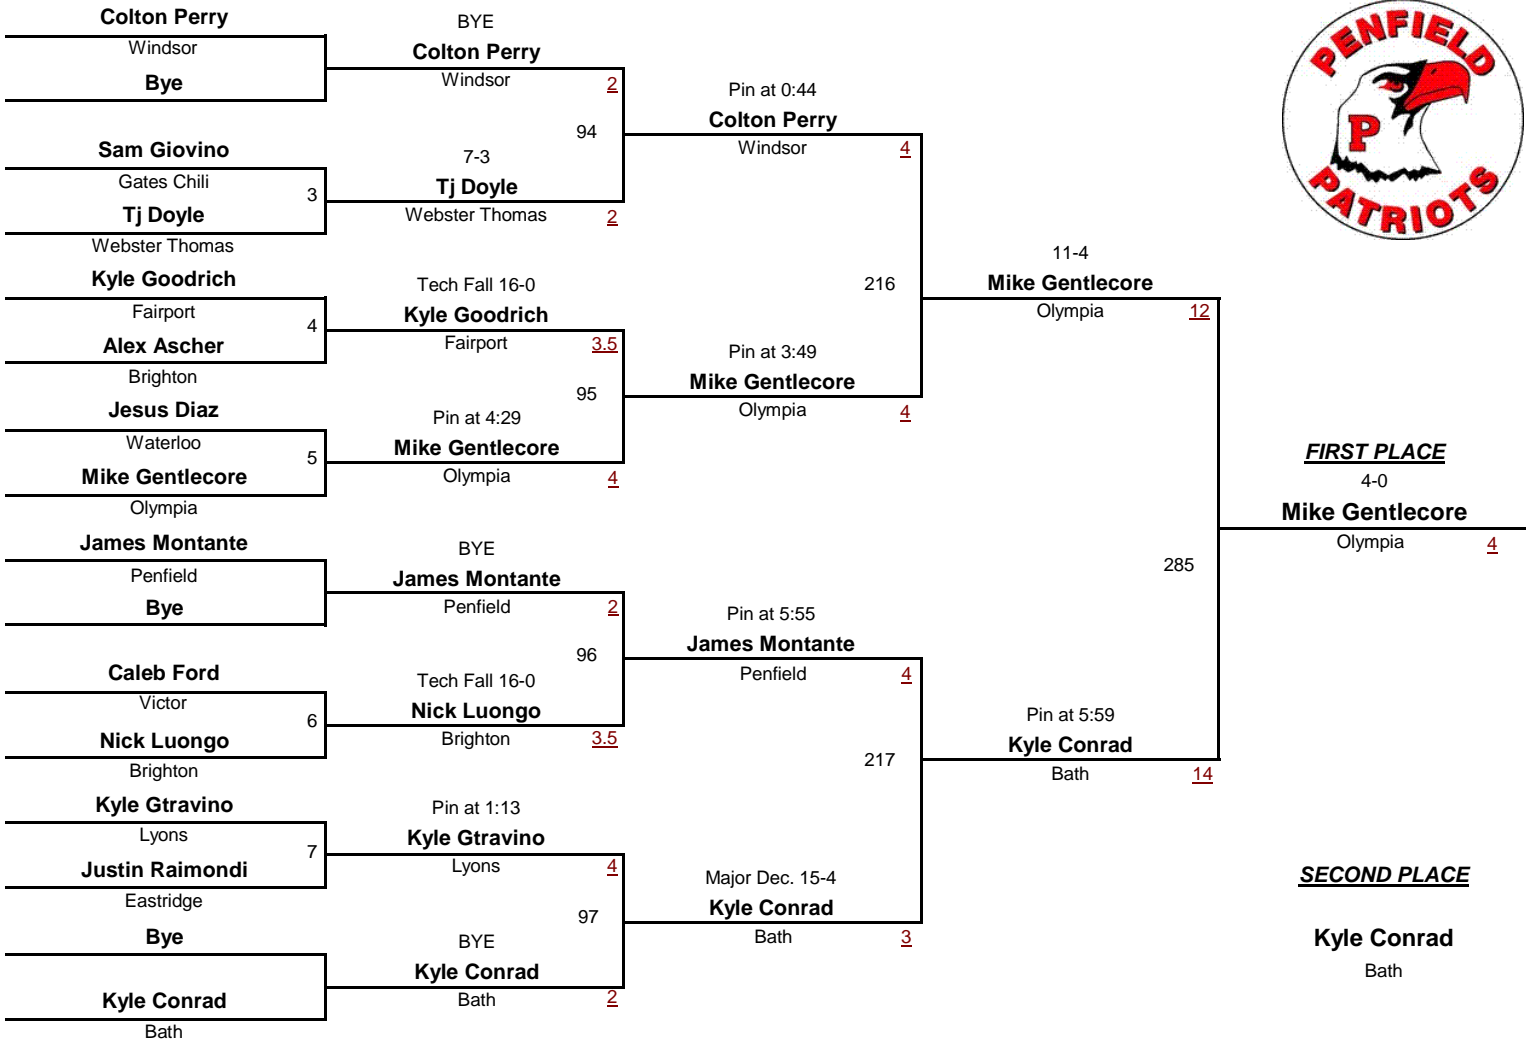 Colton Perry
Windsor
Bye
Sam Giovino
Gates Chili
3
Tj Doyle
Webster Thomas
Kyle Goodrich
Fairport
4
Alex Ascher
Brighton
Jesus Diaz
Waterloo
5
Mike Gentlecore
Olympia
James Montante
Penfield
Bye
Caleb Ford
Victor
6
Nick Luongo
Brighton
Kyle Gtravino
Lyons
7
Justin Raimondi
Eastridge
Bye
Kyle Conrad
Bath
BYE
Colton Perry
Windsor 2
94
7-3
Tj Doyle
Webster Thomas 2
Tech Fall 16-0
Kyle Goodrich
Fairport 3.5
95
Pin at 4:29
Mike Gentlecore
Olympia 4
BYE
James Montante
Penfield 2
96
Tech Fall 16-0
Nick Luongo
Brighton 3.5
Pin at 1:13
Kyle Gtravino
Lyons 4
97
BYE
Kyle Conrad
Bath 2
Pin at 0:44
Colton Perry
Windsor 4
216
Pin at 3:49
Mike Gentlecore
Olympia 4
Pin at 5:55
James Montante
Penfield 4
217
Major Dec. 15-4
Kyle Conrad
Bath 3
11-4
Mike Gentlecore
Olympia 12
285
Pin at 5:59
Kyle Conrad
Bath 14
PENFIELD
P
PATRIOTS
FIRST PLACE
4-0
Mike Gentlecore
Olympia 4
SECOND PLACE
Kyle Conrad
Bath